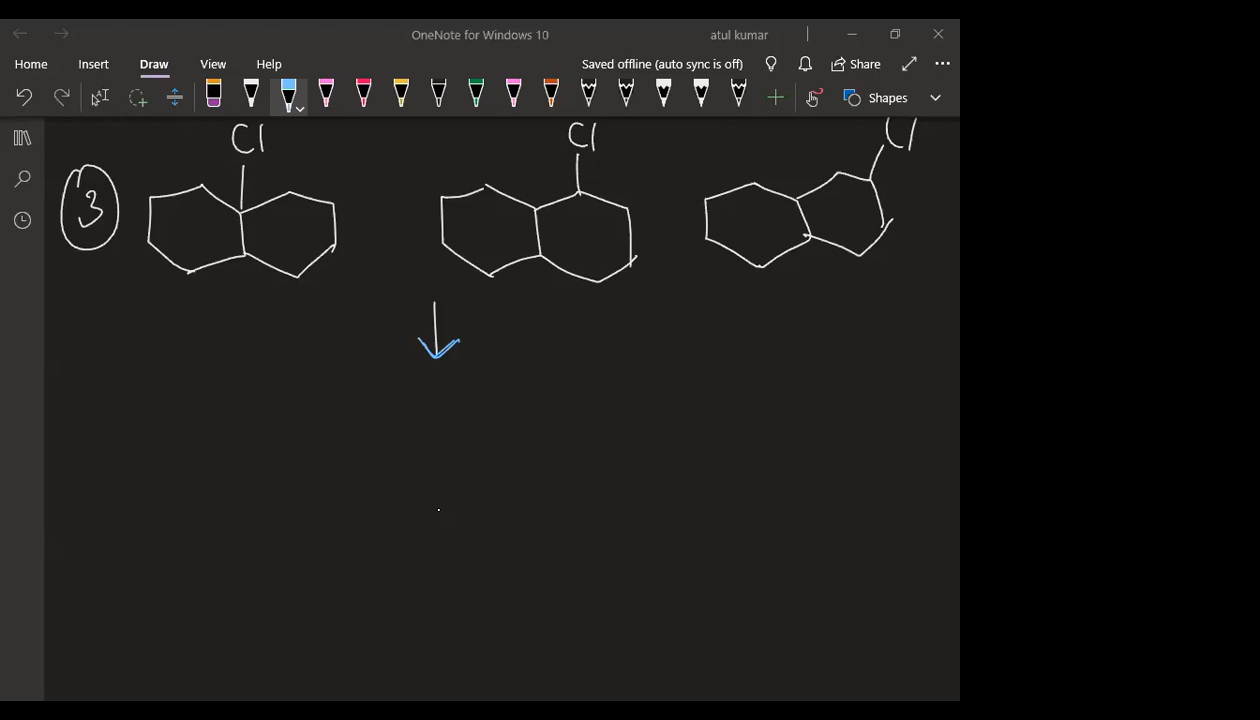 OneNote for Windows 10
atul kumar
Home Insert Draw View Help
Saved offline (auto sync is off)
Share
Shapes
Cl Cl Cl
3